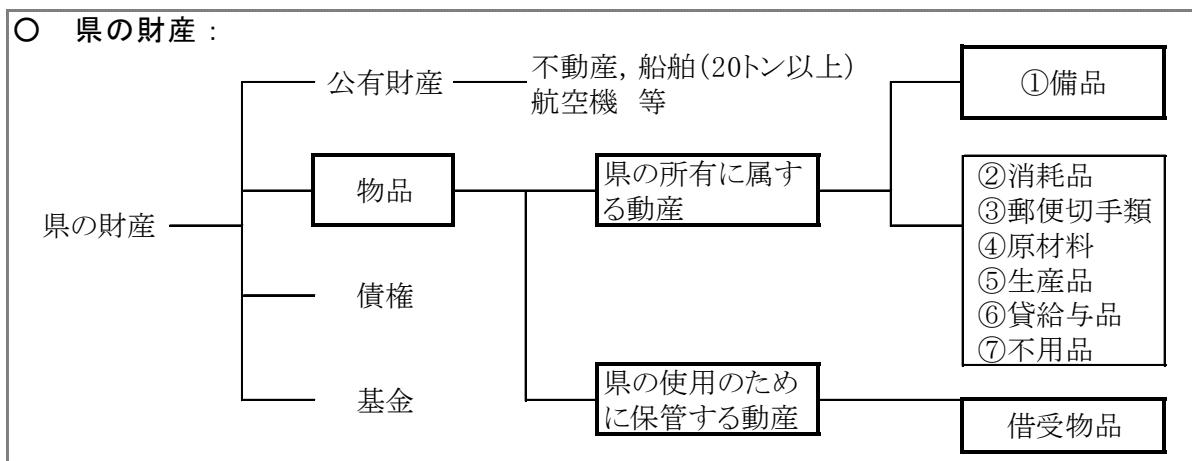 ○ 県の財産：
公有財産
不動産，船舶（20トン以上）
航空機 等
①備品
物品
県の所有に属す
る動産
②消耗品
③郵便切手類
④原材料
⑤生産品
⑥貸給与品
⑦不用品
県の財産
債権
基金
県の使用のため
に保管する動産
借受物品